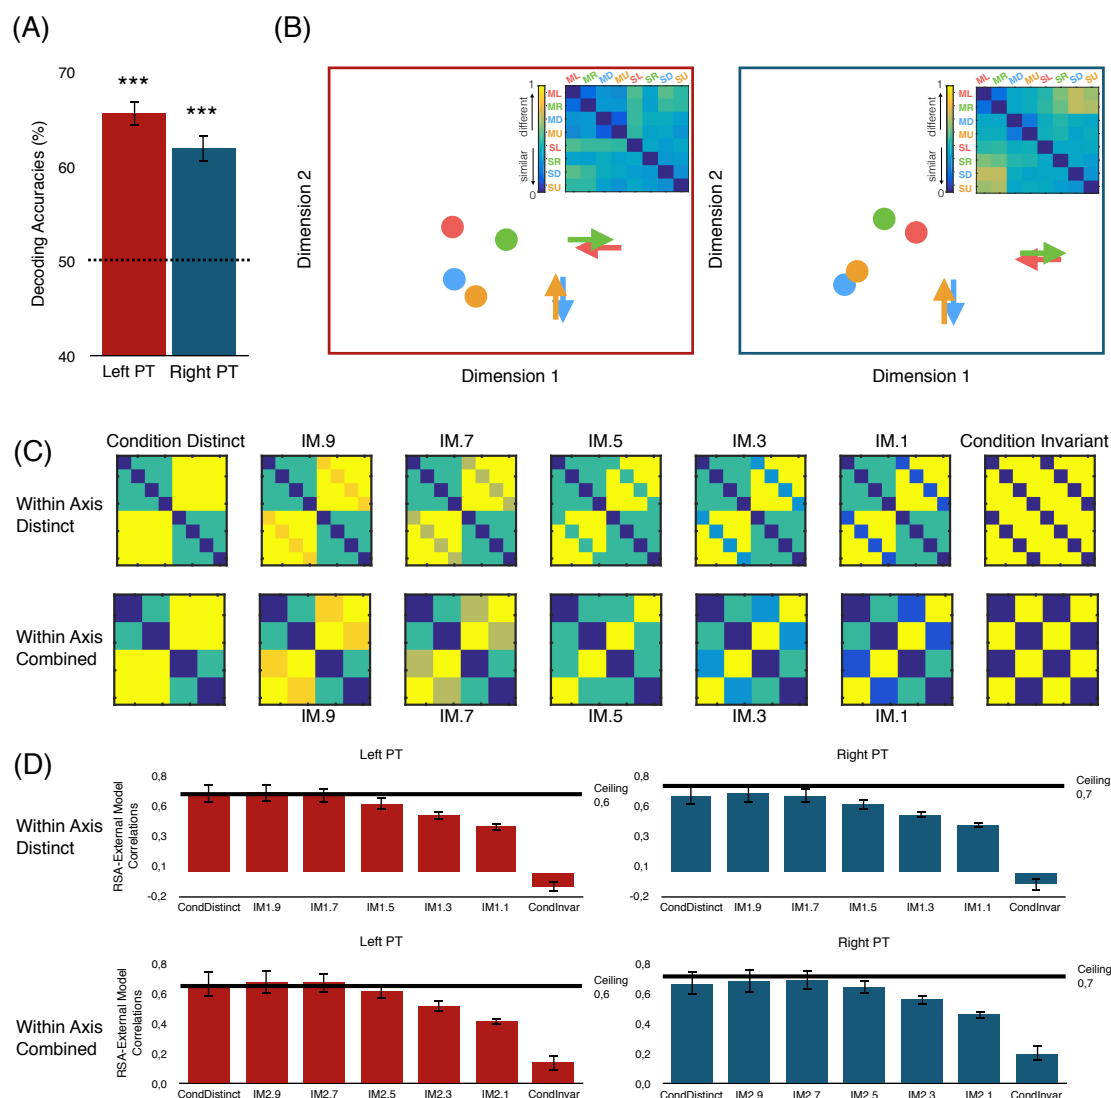 (A)
70
60
50
40
Decoding Accuracies (%)
***
***
Left PT
Right PT
(B)
Dimension 2
Dimension 1
1
different
similar
0
ML MR MD MU SL SR SD SU
ML
MR
MD
MU
SL
SR
SD
SU
Dimension 2
Dimension 1
1
different
similar
0
ML MR MD MU SL SR SD SU
ML
MR
MD
MU
SL
SR
SD
SU
(C)
Condition Distinct IM.9 IM.7 IM.5 IM.3 IM.1 Condition Invariant
Within Axis
Distinct
Within Axis
Combined
IM.9 IM.7 IM.5 IM.3 IM.1
(D)
Within Axis
Distinct
Left PT
RSA-External Model
Correlations
0,8
0,6
0,3
0,1
-0,2
Ceiling
0,6
CondDistinct IM1.9 IM1.7 IM1.5 IM1.3 IM1.1 CondInvar
Right PT
0,8
0,6
0,3
0,1
-0,2
Ceiling
0,7
CondDistinct IM1.9 IM1.7 IM1.5 IM1.3 IM1.1 CondInvar
Within Axis
Combined
Left PT
RSA-External Model
Correlations
0,8
0,6
0,4
0,2
0,0
Ceiling
0,6
CondDistinct IM2.9 IM2.7 IM2.5 IM2.3 IM2.1 CondInvar
Right PT
0,8
0,6
0,4
0,2
0,0
Ceiling
0,7
CondDistinct IM2.9 IM2.7 IM2.5 IM2.3 IM2.1 CondInvar